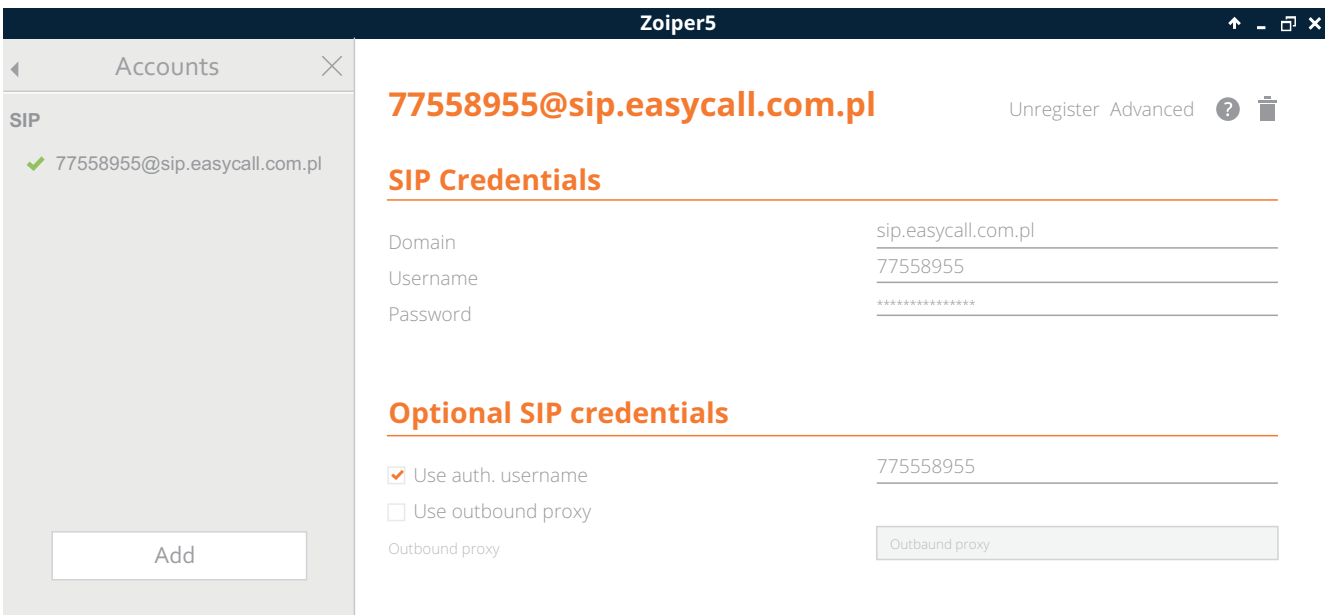 Zoiper5
Accounts
SIP
77558955@sip.easycall.com.pl
Add
77558955@sip.easycall.com.pl
Unregister Advanced ?
SIP Credentials
Domain sip.easycall.com.pl
Username 77558955
Password ***************
Optional SIP credentials
Use auth. username 775558955
Use outbound proxy
Outbound proxy Outbaund proxy